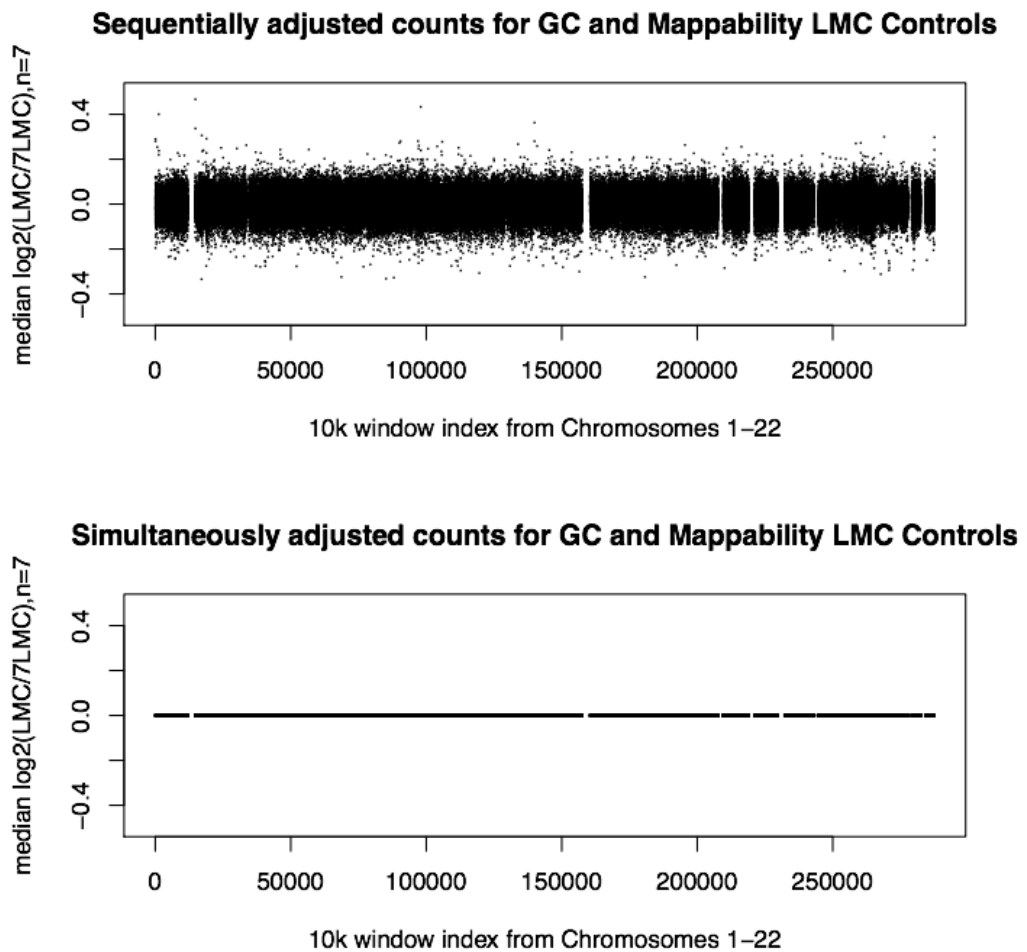 Sequentially adjusted counts for GC and Mappability LMC Controls
median log2(LMC/7LMC),n=7
0.4
0.0
−0.4
0 50000 100000 150000 200000 250000
10k window index from Chromosomes 1−22
Simultaneously adjusted counts for GC and Mappability LMC Controls
median log2(LMC/7LMC),n=7
0.4
0.0
−0.4
0 50000 100000 150000 200000 250000
10k window index from Chromosomes 1−22